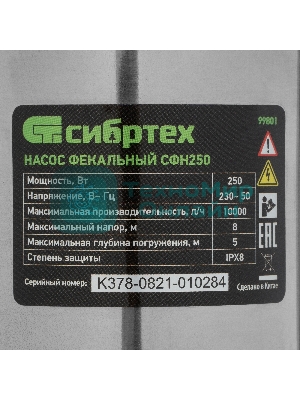 99801
сибртех
НАСОС ФЕКАЛЬНЫЙ СФН250
Мощность, Вт 250
Напряжение, В~ Гц 230~ 50
Максимальная производительность, л/ч 10000
Максимальный напор, м 8
Максимальная глубина погружения, м 5
Степень защиты IPX8
Серийный номер: K378-0821-010284
Сделано в Китае
EAC